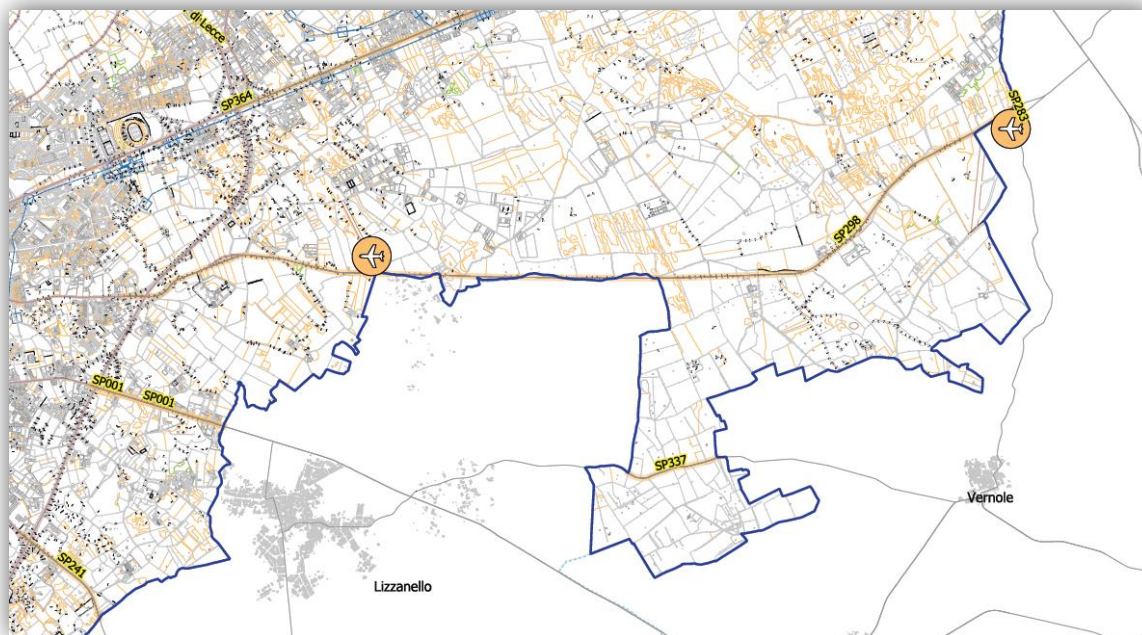 di Lecce
SP364
SP283
SP298
SP001
SP001
SP337
Vernole
SP241
Lizzanello